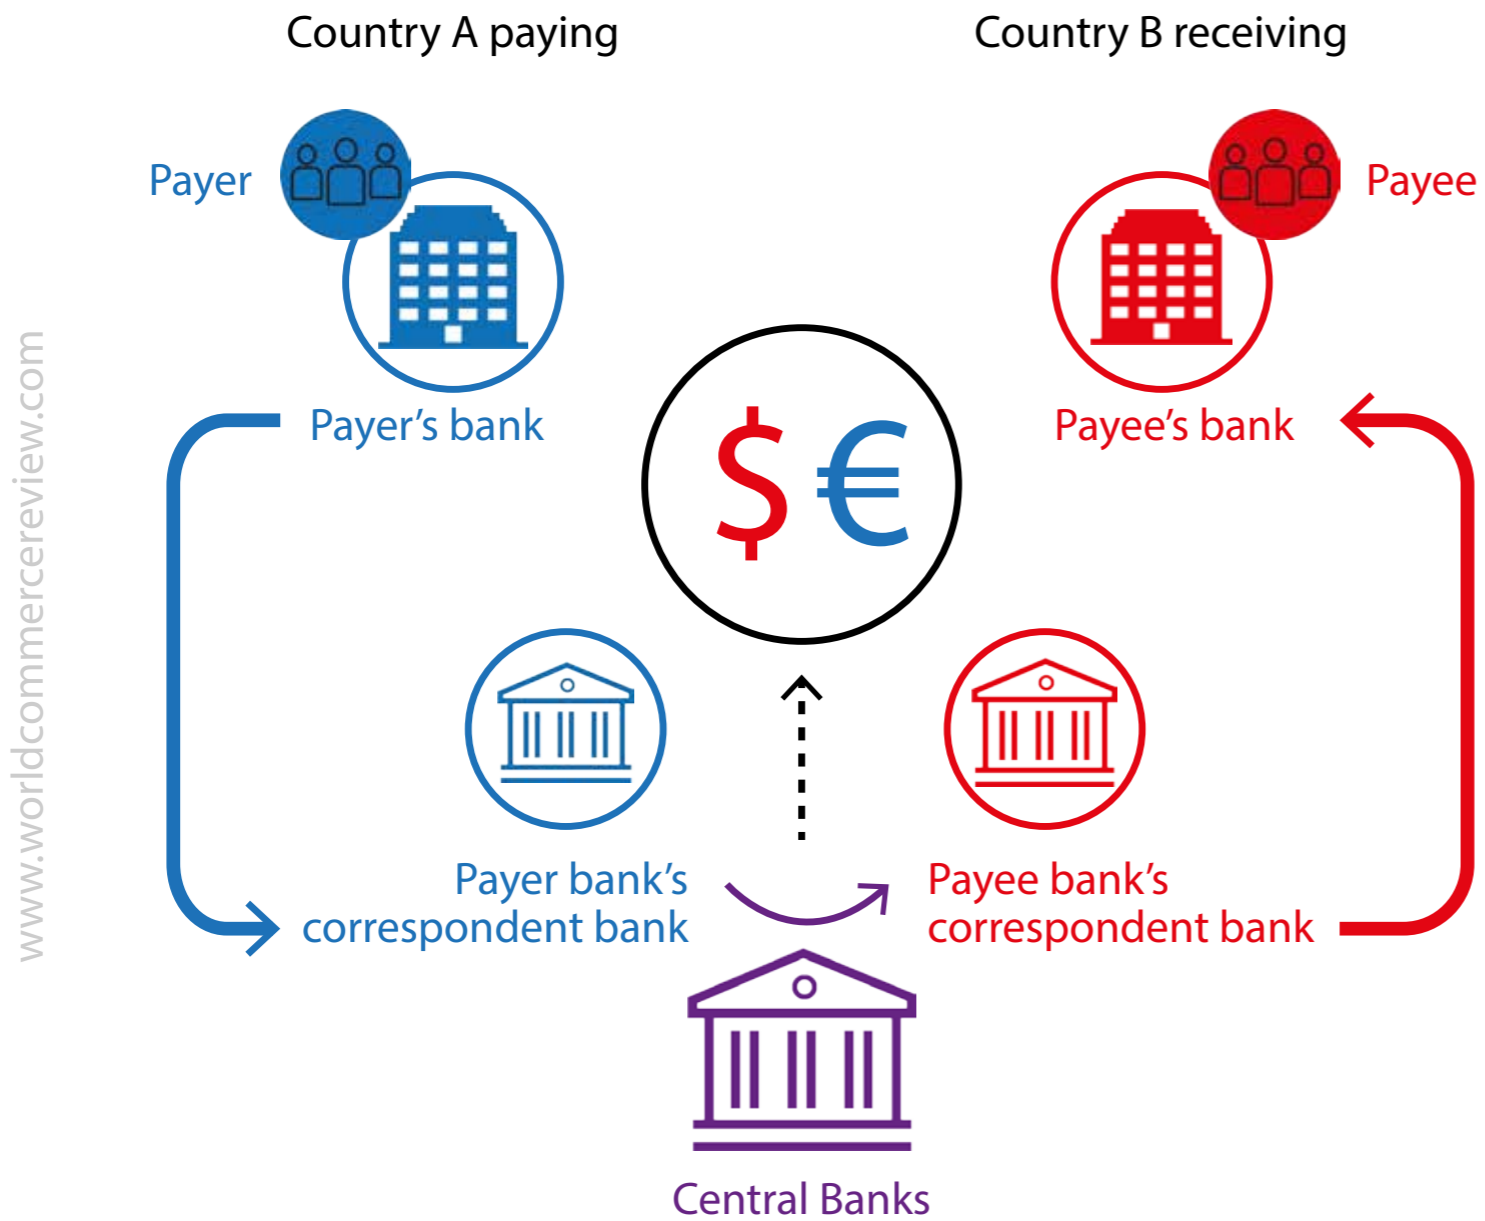 Country A paying
Country B receiving
Payer
Payee
Payer’s bank
Payee’s bank
$ €
Payer bank’s
correspondent bank
Payee bank’s
correspondent bank
Central Banks
www.worldcommercereview.com